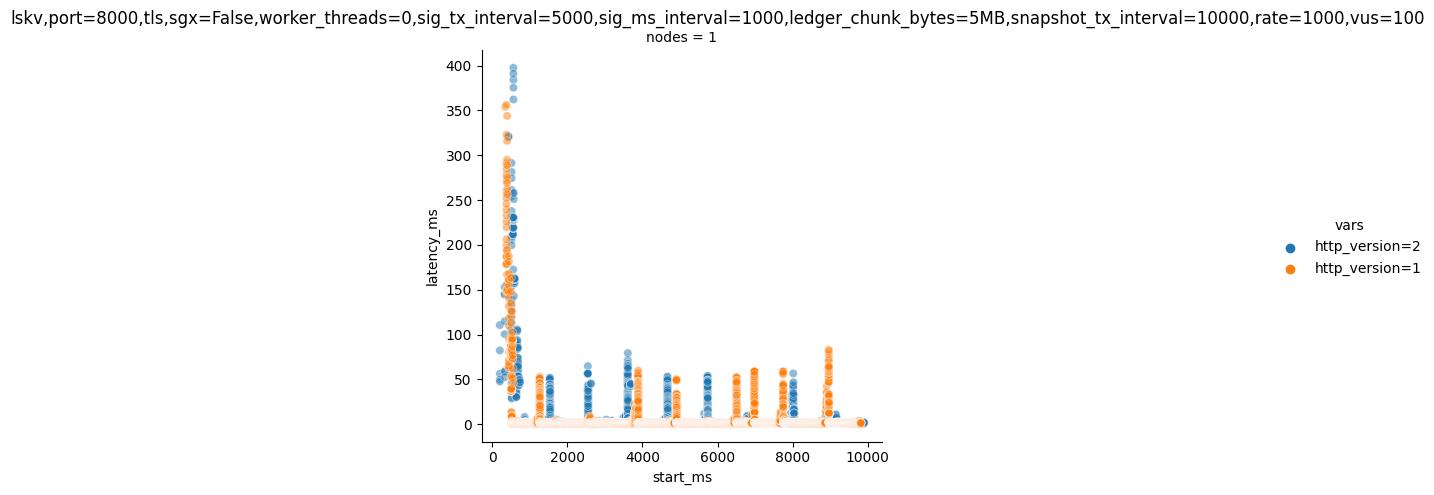 lskv,port=8000,tls,sgx=False,worker_threads=0,sig_tx_interval=5000,sig_ms_interval=1000,ledger_chunk_bytes=5MB,snapshot_tx_interval=10000,rate=1000,vus=100
nodes = 1
400
350
300
250
200
150
100
50
0
latency_ms
0 2000 4000 6000 8000 10000
start_ms
vars
http_version=2
http_version=1